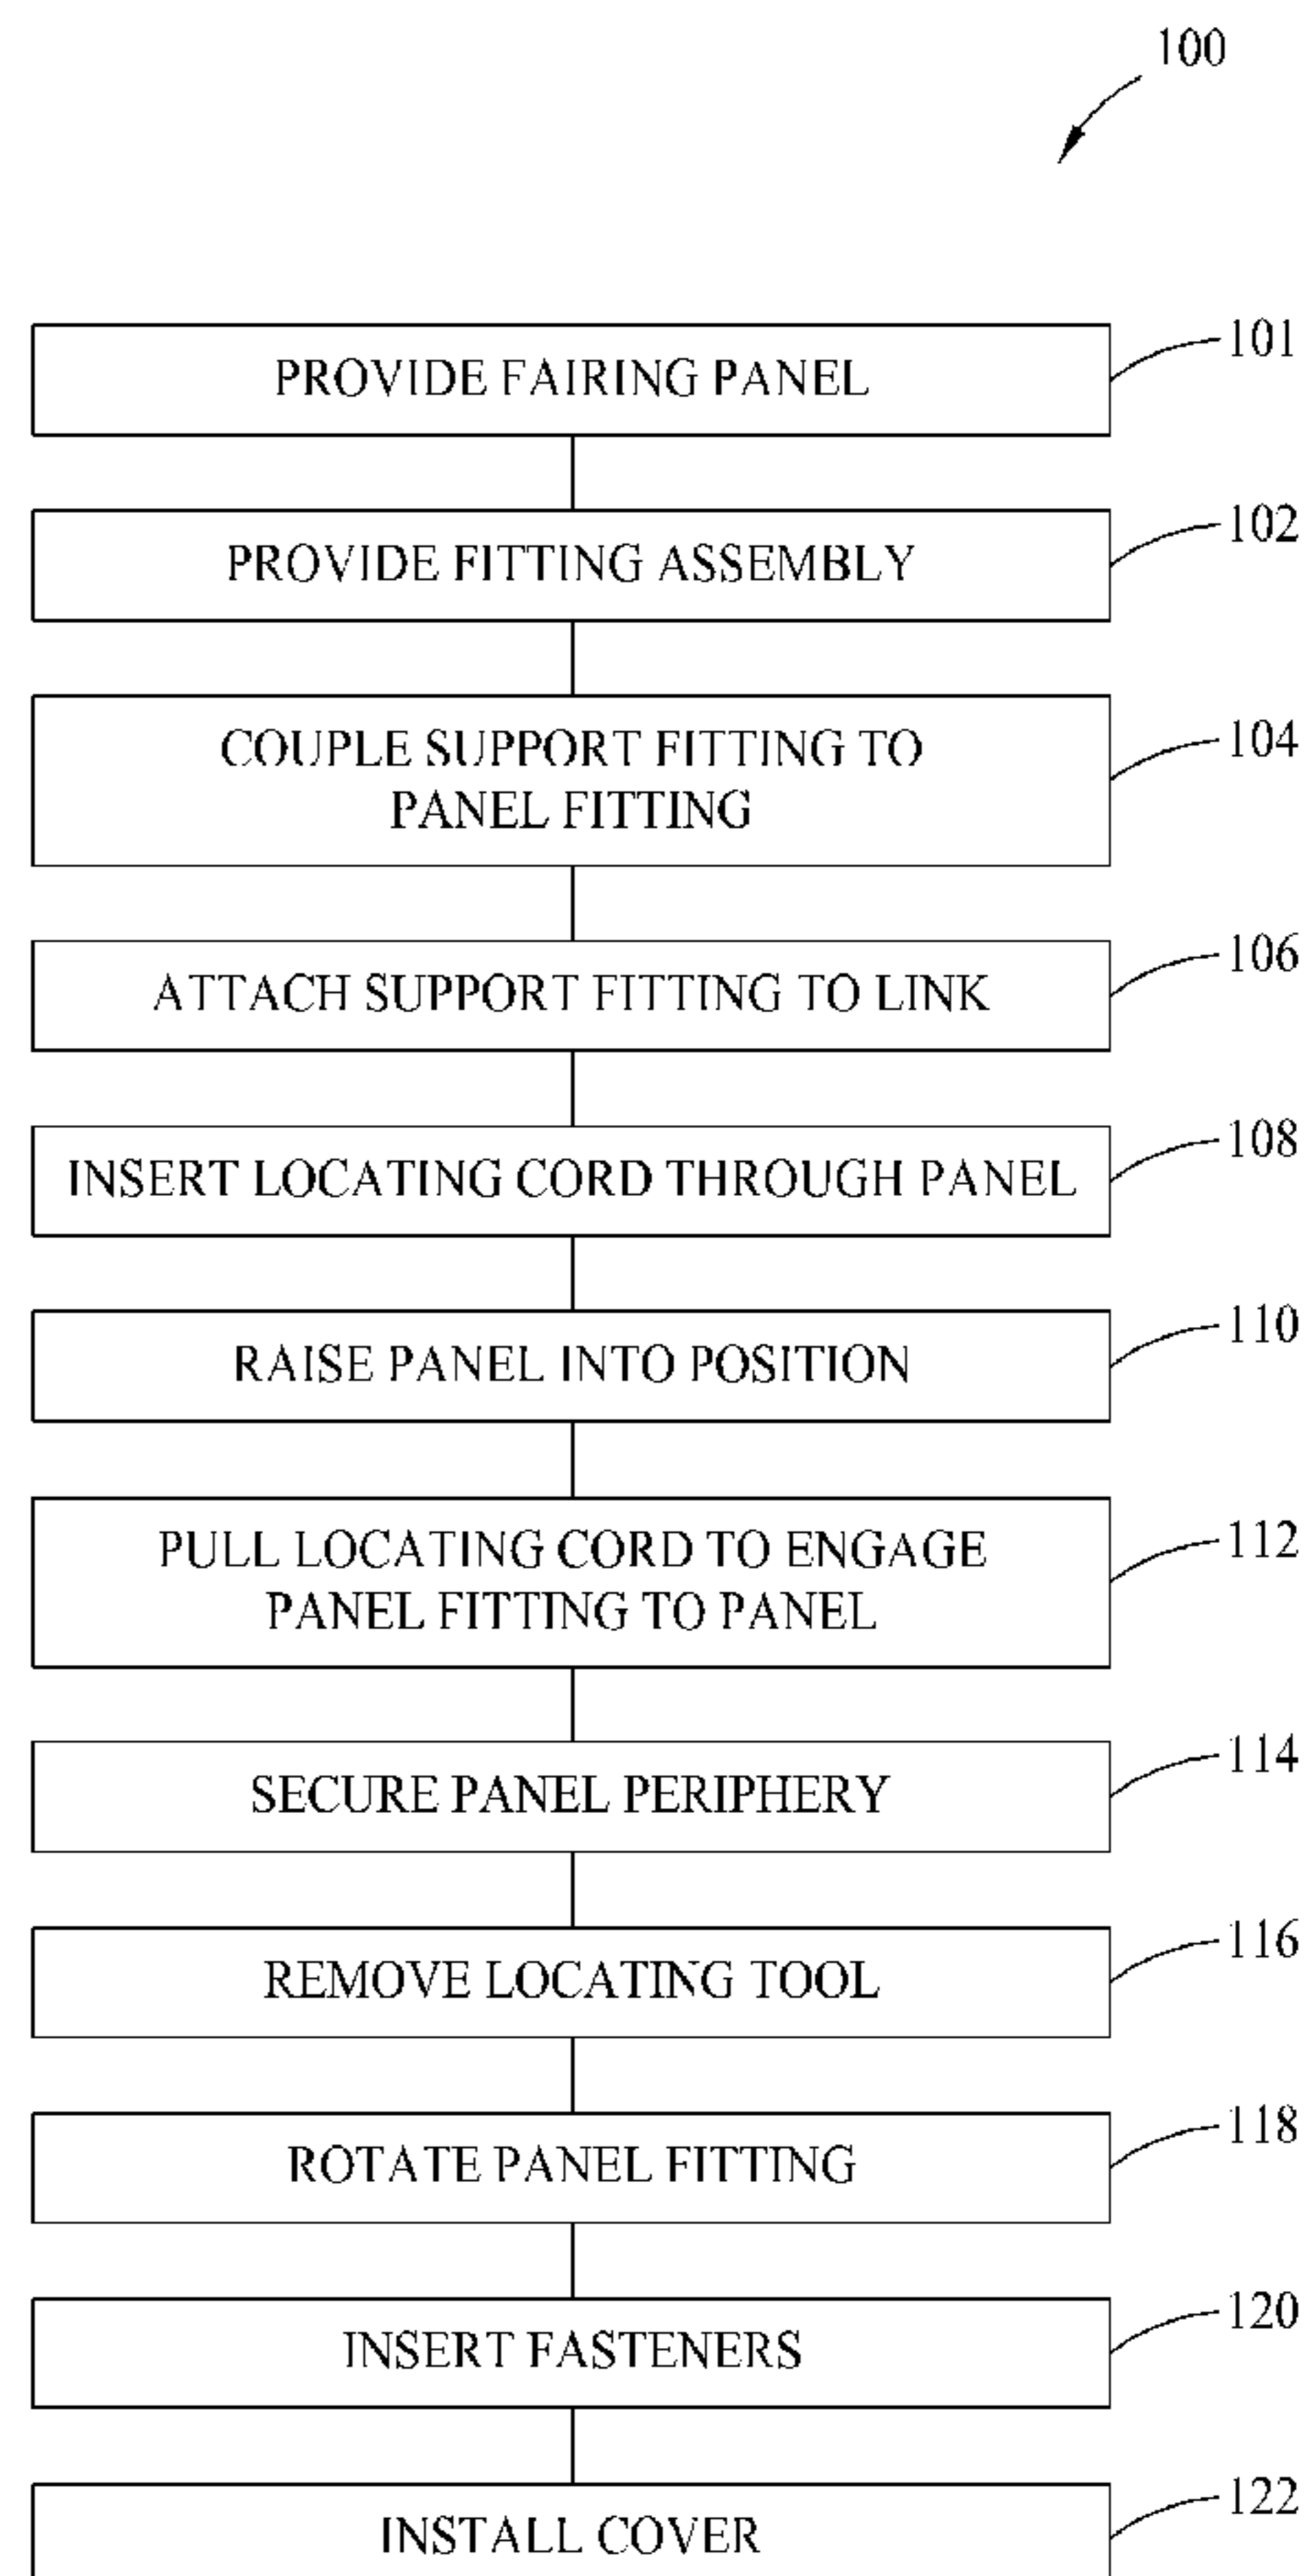 100
PROVIDE FAIRING PANEL
101
PROVIDE FITTING ASSEMBLY
102
COUPLE SUPPORT FITTING TO
PANEL FITTING
104
ATTACH SUPPORT FITTING TO LINK
106
INSERT LOCATING CORD THROUGH PANEL
108
RAISE PANEL INTO POSITION
110
PULL LOCATING CORD TO ENGAGE
PANEL FITTING TO PANEL
112
SECURE PANEL PERIPHERY
114
REMOVE LOCATING TOOL
116
ROTATE PANEL FITTING
118
INSERT FASTENERS
120
INSTALL COVER
122